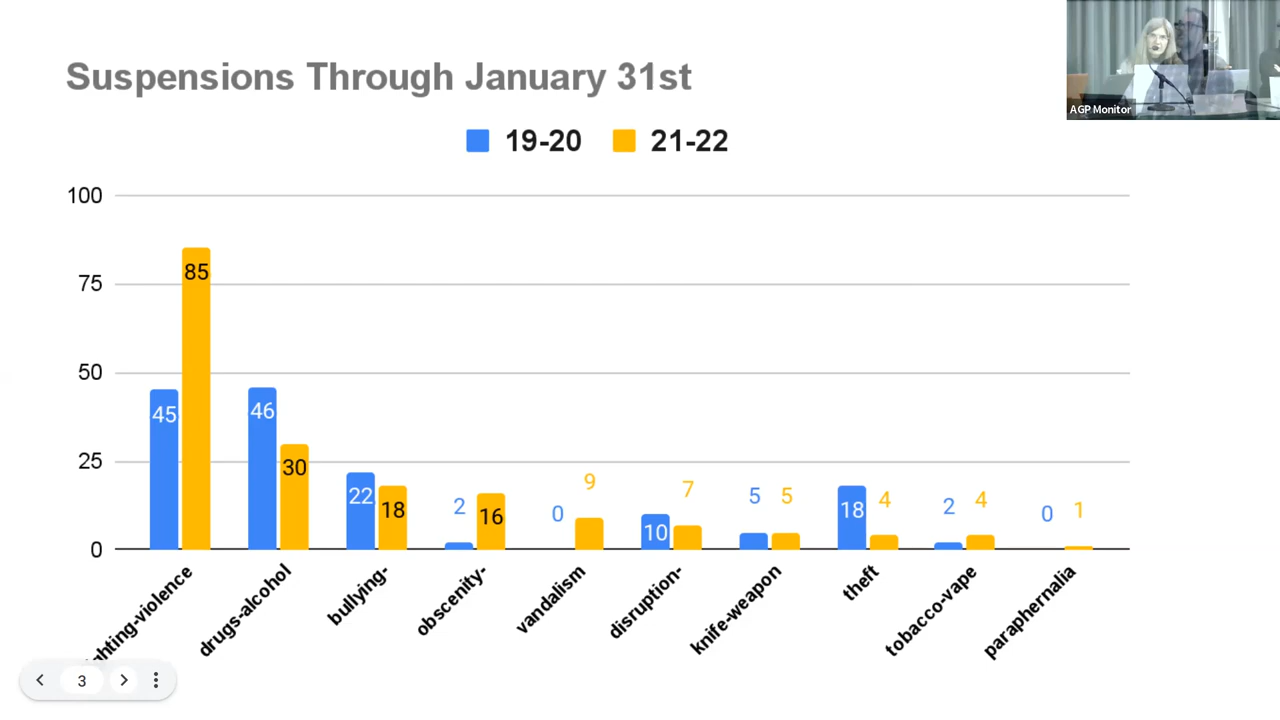 Suspensions Through January 31st
AGP Monitor
19-20 21-22
100
75
50
25
0
45 85
46 30
22 18
2 16
0 9
10 7
5 5
18 4
2 4
0 1
ghting-violence
drugs-alcohol
bullying-
obscenity-
vandalism
disruption-
knife-weapon
theft
tobacco-vape
paraphernalia
3